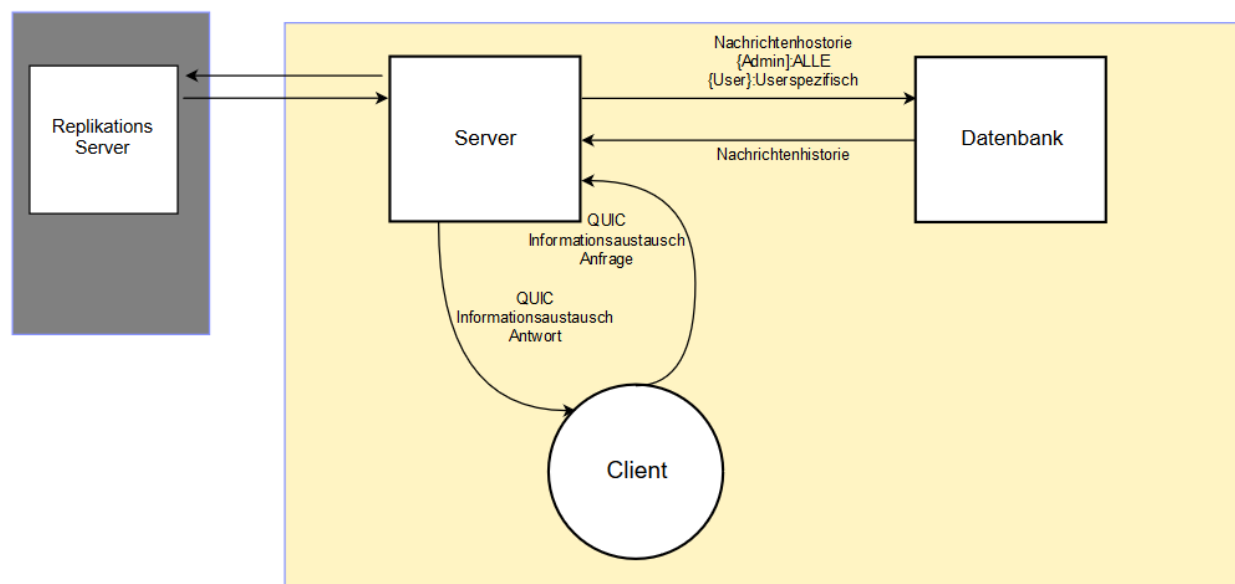 Replikations
Server
Server
Nachrichtenhostorie
{Admin]:ALLE
{User}:Userspezifisch
Nachrichtenhistorie
Datenbank
QUIC
Informationsaustausch
Anfrage
QUIC
Informationsaustausch
Antwort
Client